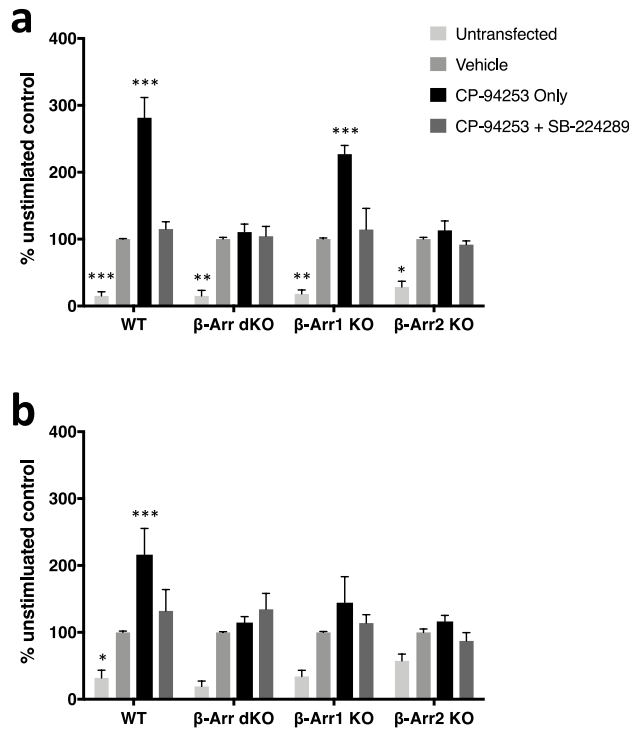 a
400
300
200
100
0
% unstimlated control
***
***
**
**
***
*
WT
β-Arr dKO
β-Arr1 KO
β-Arr2 KO
Untransfected
Vehicle
CP-94253 Only
CP-94253 + SB-224289
b
400
300
200
100
0
% unstimluated control
*
***
WT
β-Arr dKO
β-Arr1 KO
β-Arr2 KO